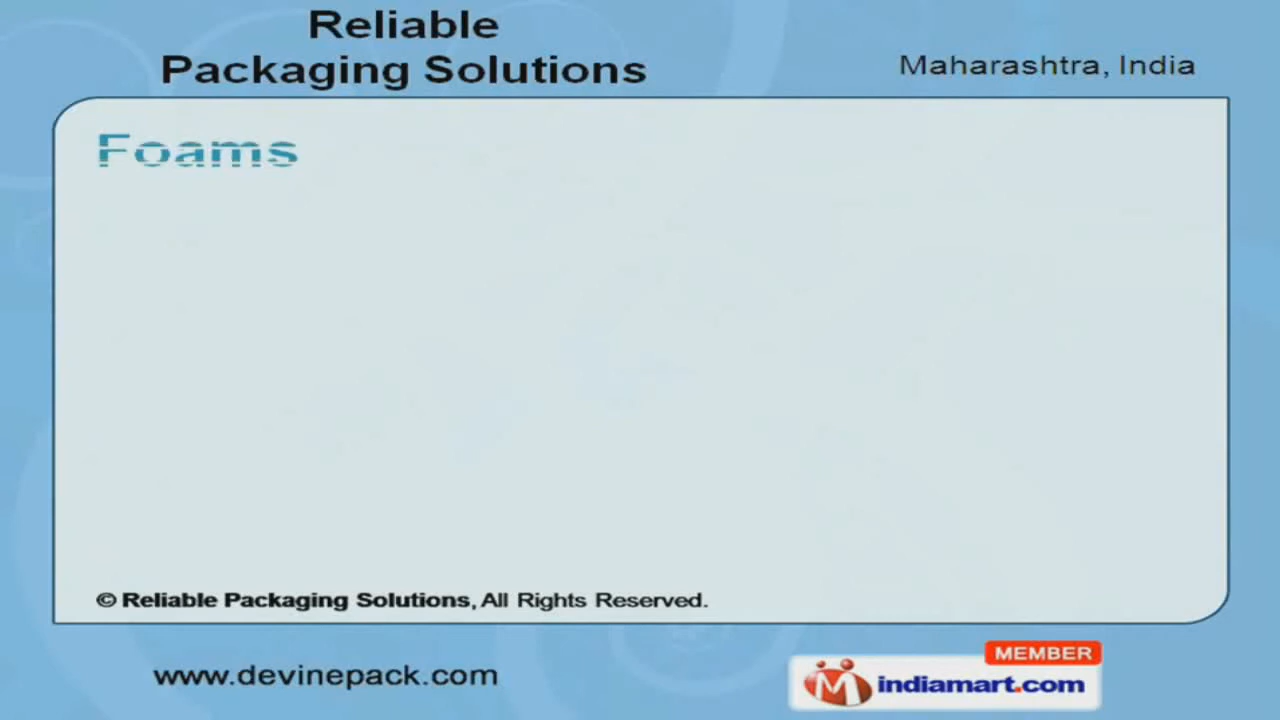 Reliable
Packaging Solutions
Maharashtra, India
Foams
© Reliable Packaging Solutions, All Rights Reserved.
www.devinepack.com
MEMBER
indiamart.com